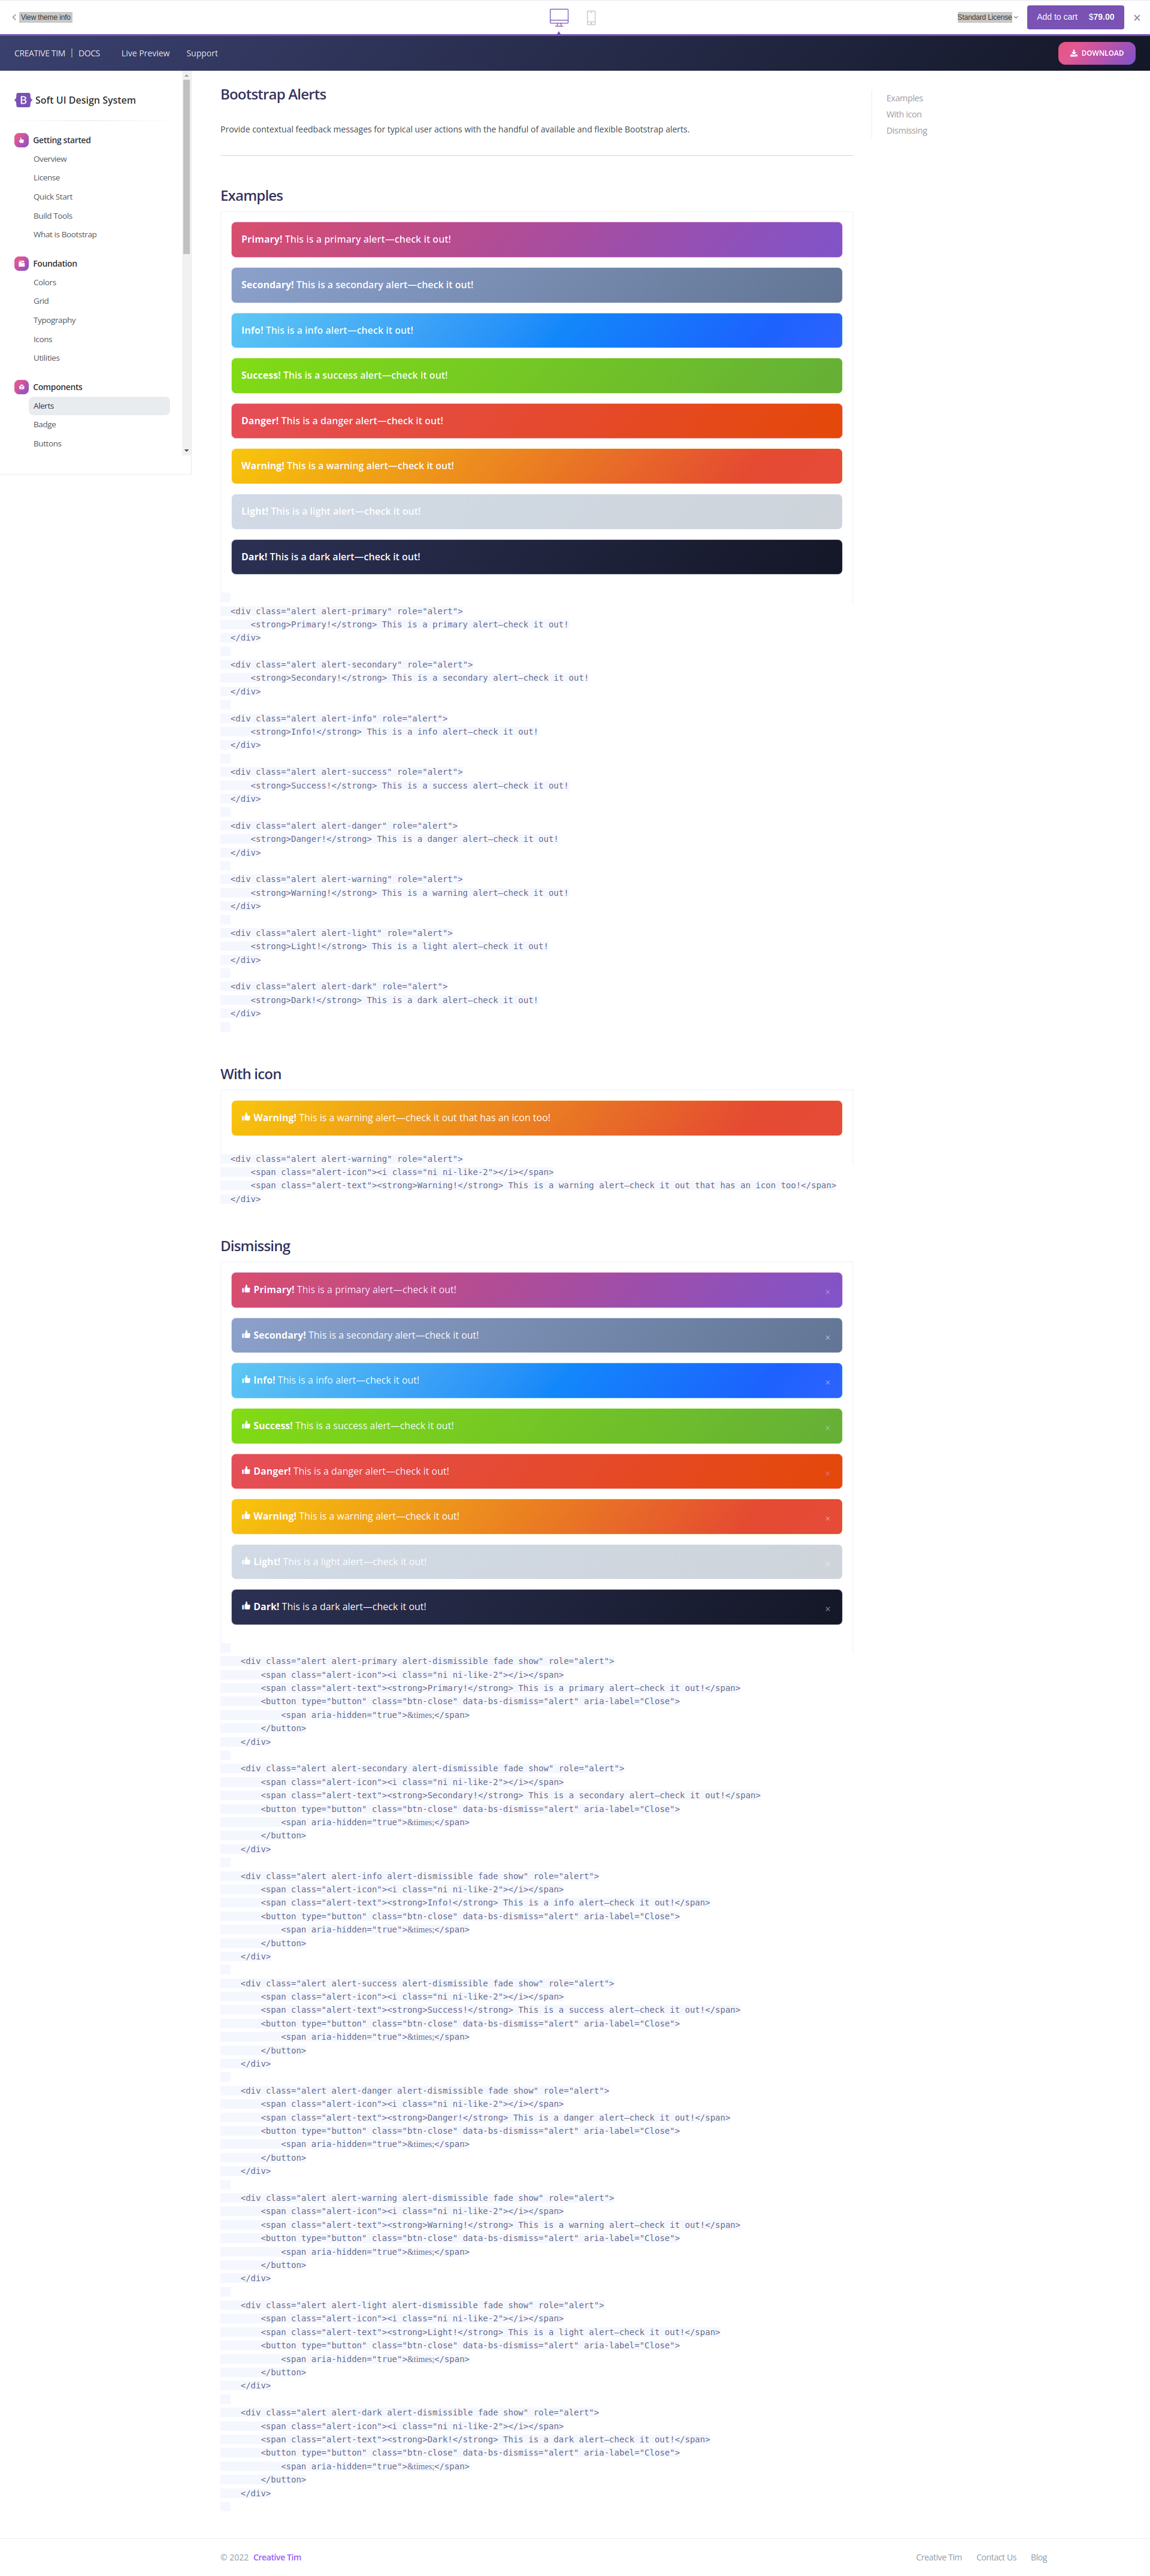 View theme info
Standard License
Add to cart $79.00
CREATIVE TIM | DOCS Live Preview Support
DOWNLOAD
B Soft UI Design System
Getting started
Overview
License
Quick Start
Build Tools
What is Bootstrap
Foundation
Colors
Grid
Typography
Icons
Utilities
Components
Alerts
Badge
Buttons
Bootstrap Alerts
Provide contextual feedback messages for typical user actions with the handful of available and flexible Bootstrap alerts.
Examples
With icon
Dismissing
Examples
Primary! This is a primary alert—check it out!
Secondary! This is a secondary alert—check it out!
Info! This is a info alert—check it out!
Success! This is a success alert—check it out!
Danger! This is a danger alert—check it out!
Warning! This is a warning alert—check it out!
Light! This is a light alert—check it out!
Dark! This is a dark alert—check it out!
<div class="alert alert-primary" role="alert">
<strong>Primary!</strong> This is a primary alert—check it out!
</div>
<div class="alert alert-secondary" role="alert">
<strong>Secondary!</strong> This is a secondary alert—check it out!
</div>
<div class="alert alert-info" role="alert">
<strong>Info!</strong> This is a info alert—check it out!
</div>
<div class="alert alert-success" role="alert">
<strong>Success!</strong> This is a success alert—check it out!
</div>
<div class="alert alert-danger" role="alert">
<strong>Danger!</strong> This is a danger alert—check it out!
</div>
<div class="alert alert-warning" role="alert">
<strong>Warning!</strong> This is a warning alert—check it out!
</div>
<div class="alert alert-light" role="alert">
<strong>Light!</strong> This is a light alert—check it out!
</div>
<div class="alert alert-dark" role="alert">
<strong>Dark!</strong> This is a dark alert—check it out!
</div>
With icon
Warning! This is a warning alert—check it out that has an icon too!
<div class="alert alert-warning" role="alert">
<span class="alert-icon"><i class="ni ni-like-2"></i></span>
<span class="alert-text"><strong>Warning!</strong> This is a warning alert—check it out that has an icon too!</span>
</div>
Dismissing
Primary! This is a primary alert—check it out! ×
Secondary! This is a secondary alert—check it out! ×
Info! This is a info alert—check it out! ×
Success! This is a success alert—check it out! ×
Danger! This is a danger alert—check it out! ×
Warning! This is a warning alert—check it out! ×
Light! This is a light alert—check it out! ×
Dark! This is a dark alert—check it out! ×
<div class="alert alert-primary alert-dismissible fade show" role="alert">
<span class="alert-icon"><i class="ni ni-like-2"></i></span>
<span class="alert-text"><strong>Primary!</strong> This is a primary alert—check it out!</span>
<button type="button" class="btn-close" data-bs-dismiss="alert" aria-label="Close">
<span aria-hidden="true">&times;</span>
</button>
</div>
<div class="alert alert-secondary alert-dismissible fade show" role="alert">
<span class="alert-icon"><i class="ni ni-like-2"></i></span>
<span class="alert-text"><strong>Secondary!</strong> This is a secondary alert—check it out!</span>
<button type="button" class="btn-close" data-bs-dismiss="alert" aria-label="Close">
<span aria-hidden="true">&times;</span>
</button>
</div>
<div class="alert alert-info alert-dismissible fade show" role="alert">
<span class="alert-icon"><i class="ni ni-like-2"></i></span>
<span class="alert-text"><strong>Info!</strong> This is a info alert—check it out!</span>
<button type="button" class="btn-close" data-bs-dismiss="alert" aria-label="Close">
<span aria-hidden="true">&times;</span>
</button>
</div>
<div class="alert alert-success alert-dismissible fade show" role="alert">
<span class="alert-icon"><i class="ni ni-like-2"></i></span>
<span class="alert-text"><strong>Success!</strong> This is a success alert—check it out!</span>
<button type="button" class="btn-close" data-bs-dismiss="alert" aria-label="Close">
<span aria-hidden="true">&times;</span>
</button>
</div>
<div class="alert alert-danger alert-dismissible fade show" role="alert">
<span class="alert-icon"><i class="ni ni-like-2"></i></span>
<span class="alert-text"><strong>Danger!</strong> This is a danger alert—check it out!</span>
<button type="button" class="btn-close" data-bs-dismiss="alert" aria-label="Close">
<span aria-hidden="true">&times;</span>
</button>
</div>
<div class="alert alert-warning alert-dismissible fade show" role="alert">
<span class="alert-icon"><i class="ni ni-like-2"></i></span>
<span class="alert-text"><strong>Warning!</strong> This is a warning alert—check it out!</span>
<button type="button" class="btn-close" data-bs-dismiss="alert" aria-label="Close">
<span aria-hidden="true">&times;</span>
</button>
</div>
<div class="alert alert-light alert-dismissible fade show" role="alert">
<span class="alert-icon"><i class="ni ni-like-2"></i></span>
<span class="alert-text"><strong>Light!</strong> This is a light alert—check it out!</span>
<button type="button" class="btn-close" data-bs-dismiss="alert" aria-label="Close">
<span aria-hidden="true">&times;</span>
</button>
</div>
<div class="alert alert-dark alert-dismissible fade show" role="alert">
<span class="alert-icon"><i class="ni ni-like-2"></i></span>
<span class="alert-text"><strong>Dark!</strong> This is a dark alert—check it out!</span>
<button type="button" class="btn-close" data-bs-dismiss="alert" aria-label="Close">
<span aria-hidden="true">&times;</span>
</button>
</div>
© 2022 Creative Tim
Creative Tim Contact Us Blog